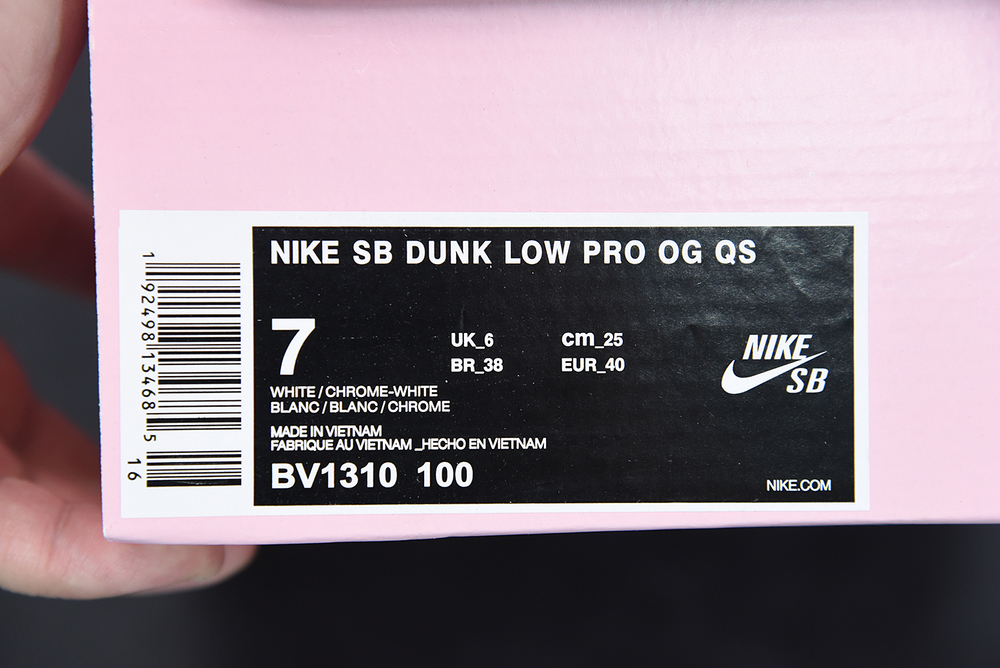 NIKE SB DUNK LOW PRO OG QS
7
UK_6 cm_25
BR_38 EUR_40
WHITE / CHROME-WHITE
BLANC / BLANC / CHROME
MADE IN VIETNAM
FABRIQUE AU VIETNAM _HECHO EN VIETNAM
BV1310 100
NIKE
SB
NIKE.COM
1 92498 13468 5
16